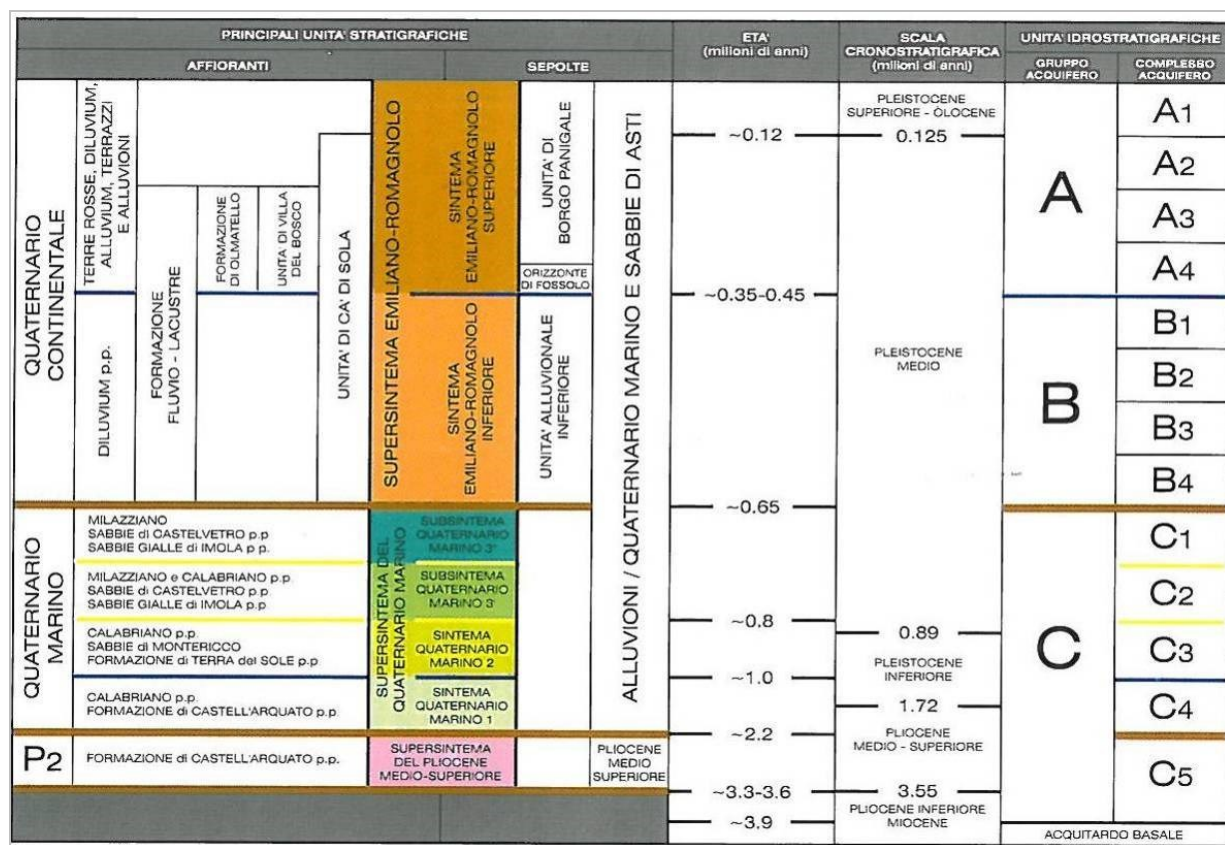 PRINCIPALI UNITA' STRATIGRAFICHE
AFFIORANTI
SEPOLTE
ETA'
(milioni di anni)
SCALA
CRONOSTRATIGRAFICA
(milioni di anni)
UNITA' IDROSTRATIGRAFICHE
GRUPPO
ACQUIFERO
COMPLESSO
ACQUIFERO
QUATERNARIO
CONTINENTALE
TERRE ROSSE, DILUVIUM,
ALLUVIUM, TERRAZZI
E ALLUVIONI
DILUVIUM p.p.
FORMAZIONE
FLUVIO - LACUSTRE
FORMAZIONE
DI OLMATELLO
UNITA' DI VILLA
DEL BOSCO
UNITA' DI CA' DI SOLA
SUPERSINTEMA EMILIANO-ROMAGNOLO
SINTEMA
EMILIANO-ROMAGNOLO
SUPERIORE
SINTEMA
EMILIANO-ROMAGNOLO
INFERIORE
UNITA' DI
BORGO PANIGALE
ORIZZONTE
DI FOSSOLO
UNITA' ALLUVIONALE
INFERIORE
ALLUVIONI / QUATERNARIO MARINO E SABBIE DI ASTI
QUATERNARIO
MARINO
MILAZZIANO
SABBIE di CASTELVETRO p.p
SABBIE GIALLE di IMOLA p p.
MILAZZIANO e CALABRIANO p.p.
SABBIE di CASTELVETRO p.p.
SABBIE GIALLE di IMOLA p.p
CALABRIANO p.p.
SABBIE di MONTERICCO
FORMAZIONE di TERRA del SOLE p.p
CALABRIANO p.p.
FORMAZIONE di CASTELL'ARQUATO p.p.
SUPERSINTEMA DEL
QUATERNARIO MARINO
SUBSINTEMA
QUATERNARIO
MARINO 3"
SUBSINTEMA
QUATERNARIO
MARINO 3'
SINTEMA
QUATERNARIO
MARINO 2
SINTEMA
QUATERNARIO
MARINO 1
P2
FORMAZIONE di CASTELL'ARQUATO p.p.
SUPERSINTEMA
DEL PLIOCENE
MEDIO-SUPERIORE
PLIOCENE
MEDIO
SUPERIORE
~0.12
~0.35-0.45
~0.65
~0.8
~1.0
~2.2
~3.3-3.6
~3.9
PLEISTOCENE
SUPERIORE - OLOCENE
0.125
PLEISTOCENE
MEDIO
0.89
PLEISTOCENE
INFERIORE
1.72
PLIOCENE
MEDIO - SUPERIORE
3.55
PLIOCENE INFERIORE
MIOCENE
A
B
C
A1
A2
A3
A4
B1
B2
B3
B4
C1
C2
C3
C4
C5
ACQUITARDO BASALE